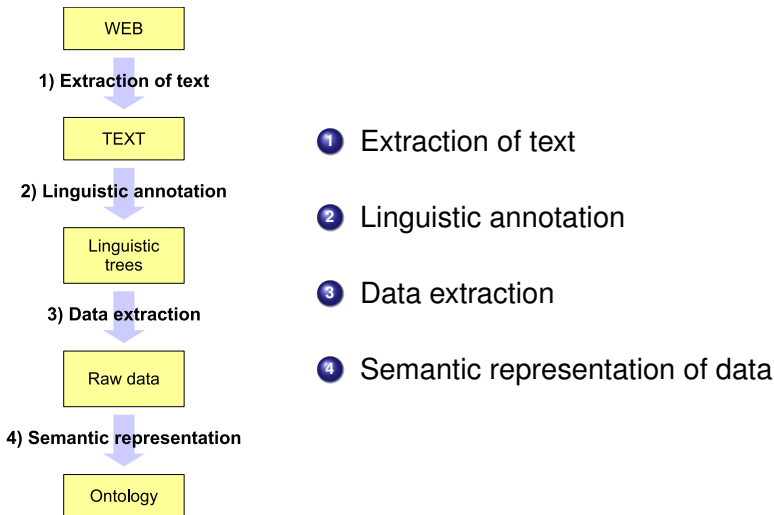 WEB
1) Extraction of text
TEXT
2) Linguistic annotation
Linguistic
trees
3) Data extraction
Raw data
4) Semantic representation
Ontology
1 Extraction of text
2 Linguistic annotation
3 Data extraction
4 Semantic representation of data